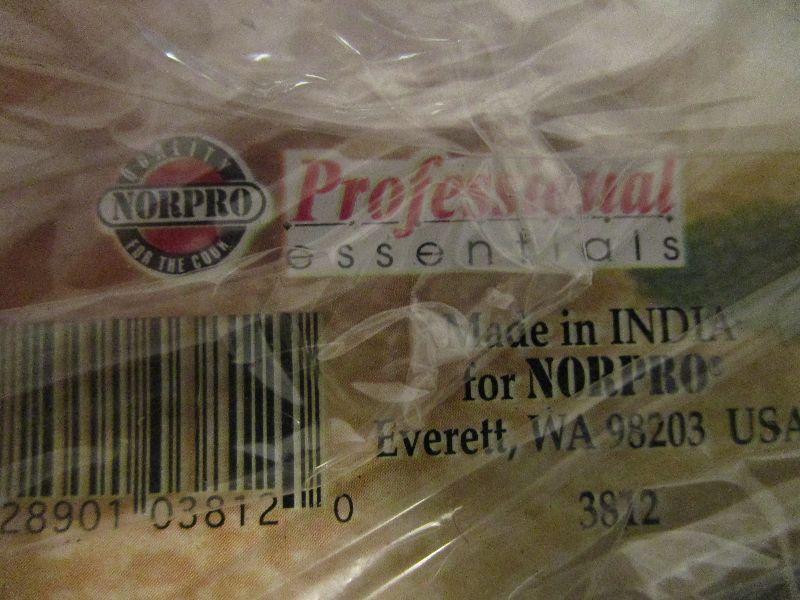 QUALITY
NORPRO
FOR THE COOK
Professional
essentials
Made in INDIA
for NORPRO®
Everett, WA 98203 USA
28901 03812 0
3812